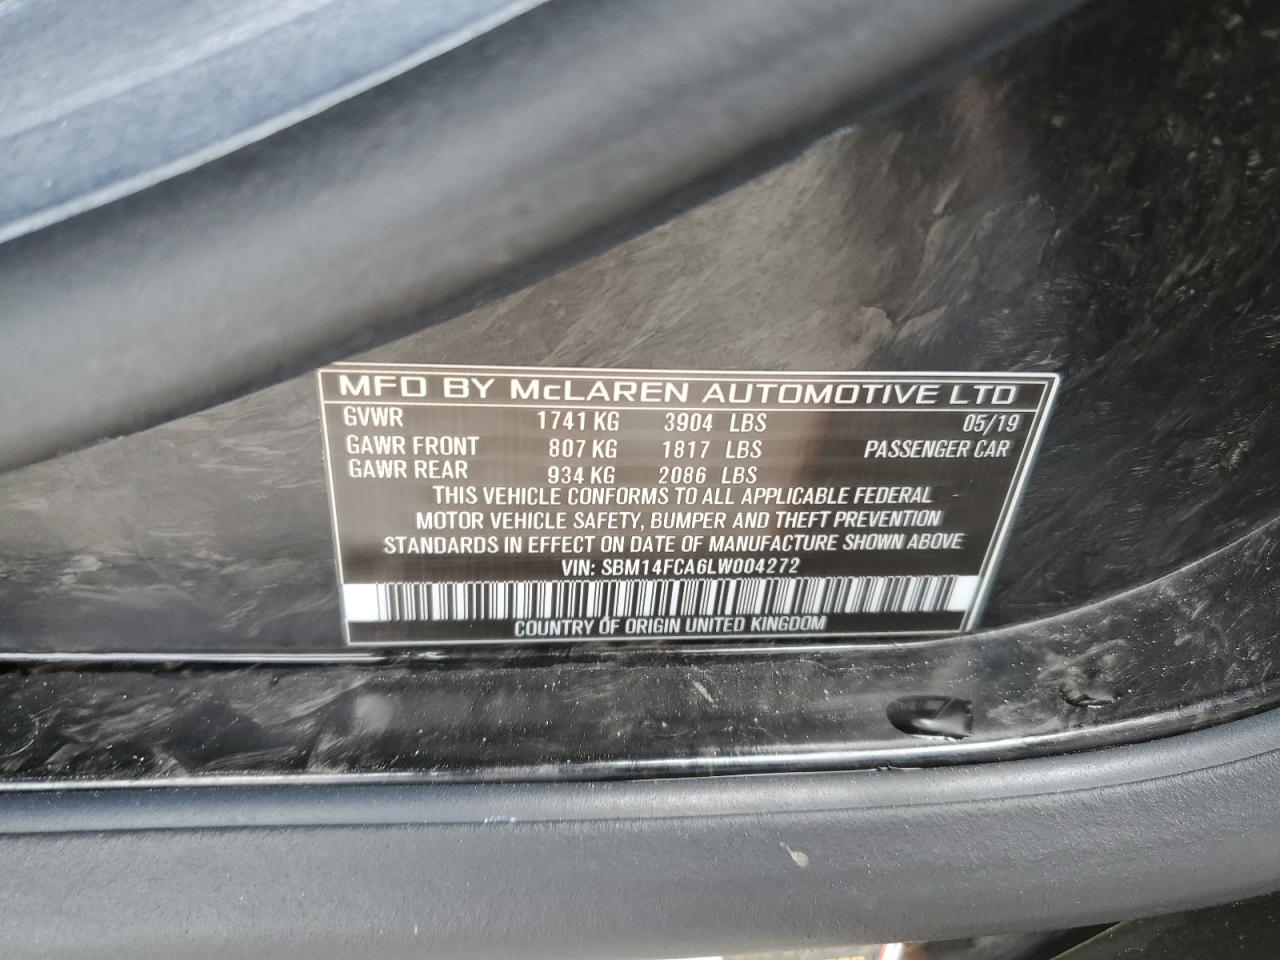 MFD BY McLAREN AUTOMOTIVE LTD
GVWR 1741 KG 3904 LBS 05/19
GAWR FRONT 807 KG 1817 LBS PASSENGER CAR
GAWR REAR 934 KG 2086 LBS
THIS VEHICLE CONFORMS TO ALL APPLICABLE FEDERAL
MOTOR VEHICLE SAFETY, BUMPER AND THEFT PREVENTION
STANDARDS IN EFFECT ON DATE OF MANUFACTURE SHOWN ABOVE
VIN: SBM14FCA6LW004272
COUNTRY OF ORIGIN UNITED KINGDOM